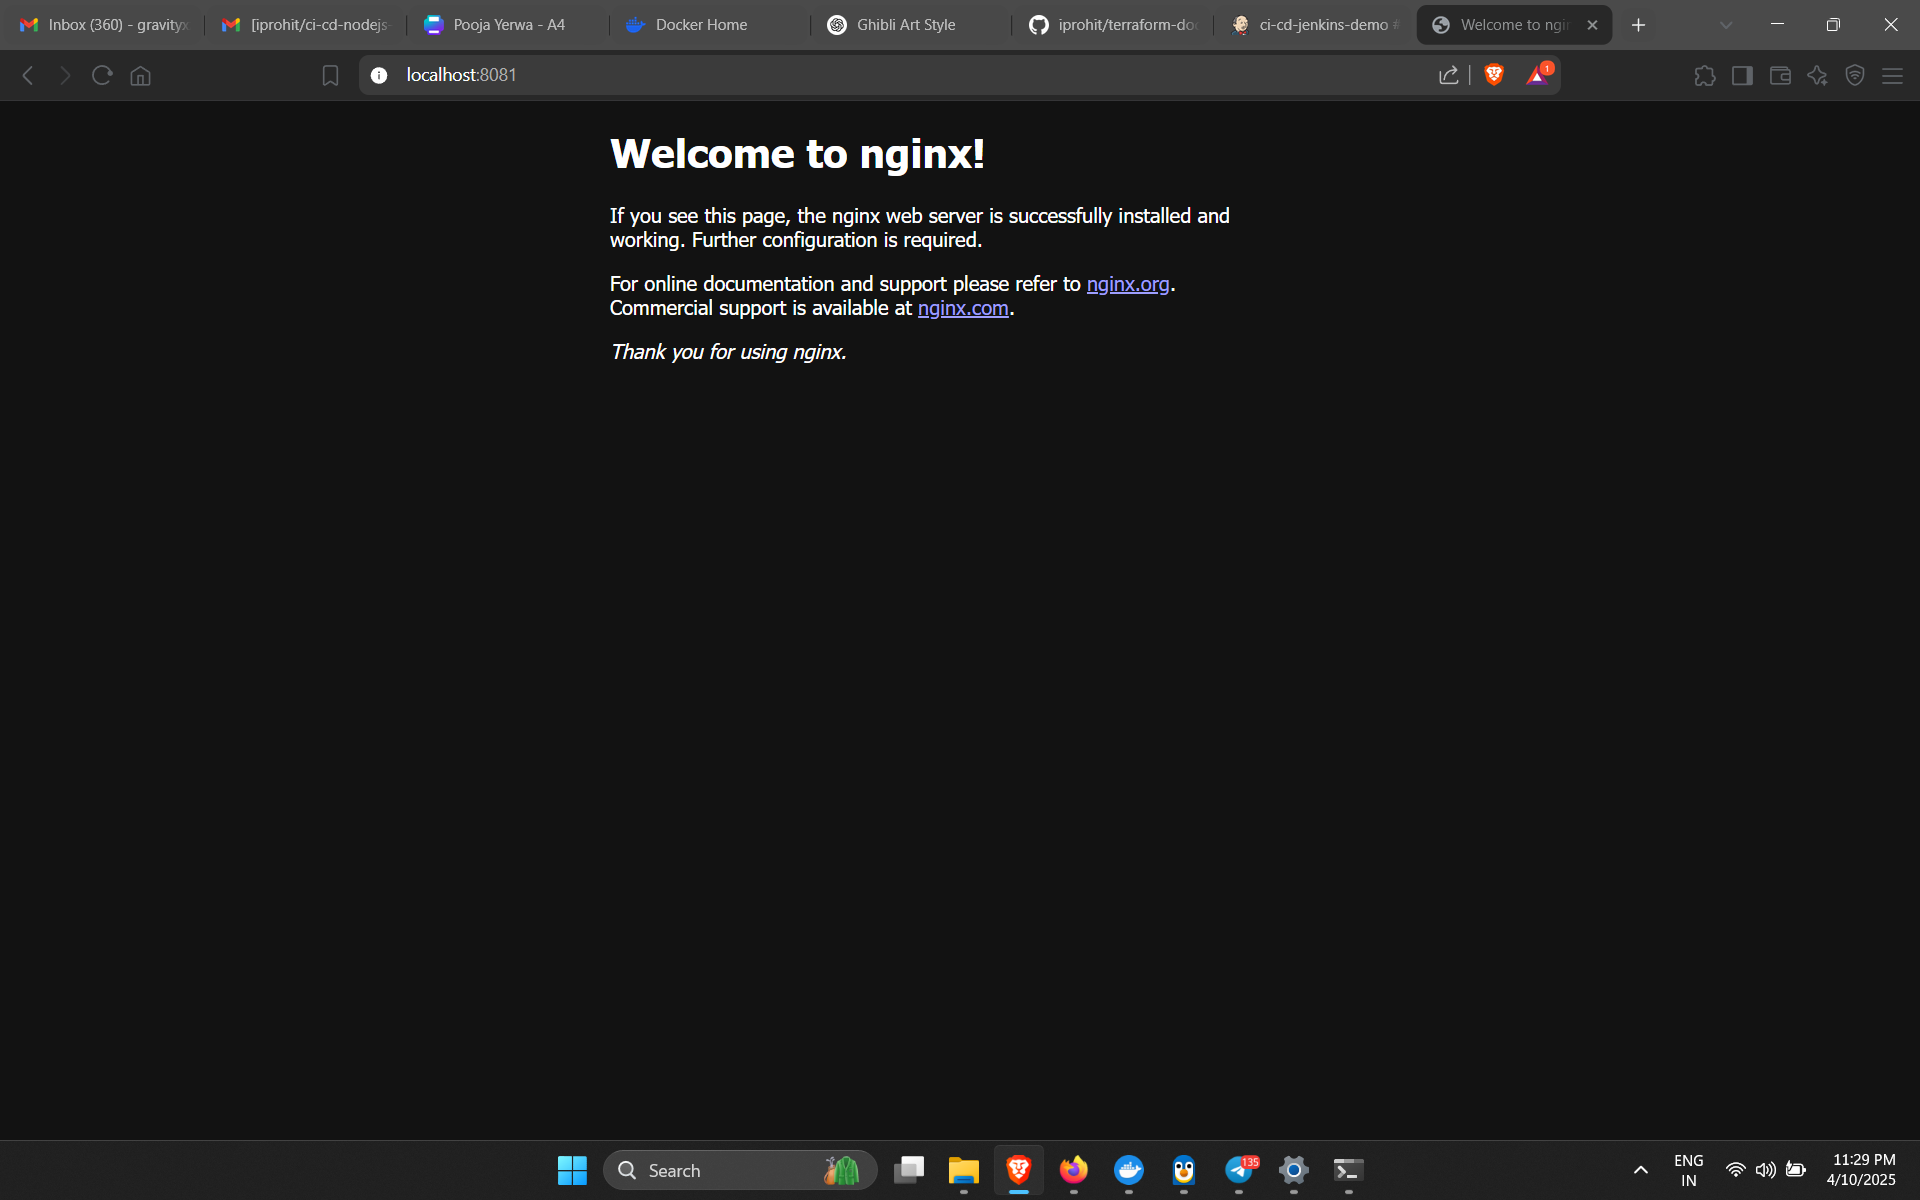 Inbox (360) - gravityx
[iprohit/ci-cd-nodejs-
Pooja Yerwa - A4
Docker Home
Ghibli Art Style
iprohit/terraform-doc
ci-cd-jenkins-demo #
Welcome to ngin
localhost:8081
1
Welcome to nginx!
If you see this page, the nginx web server is successfully installed and
working. Further configuration is required.
For online documentation and support please refer to nginx.org.
Commercial support is available at nginx.com.
Thank you for using nginx.
Search
135
ENG
IN
11:29 PM
4/10/2025